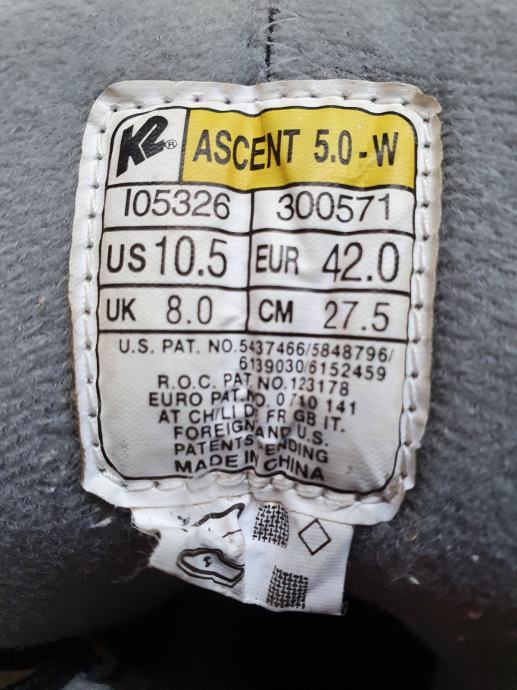 K2® ASCENT 5.0-W
I05326 300571
US 10.5 EUR 42.0
UK 8.0 CM 27.5
U.S. PAT. NO.5437466/5848796/
6139030/6152459
R.O.C. PAT. NO. 123178
EURO PAT. NO. 0 710 141
AT CH/LI DE FR GB IT.
FOREIGN AND U.S.
PATENTS PENDING
MADE IN CHINA